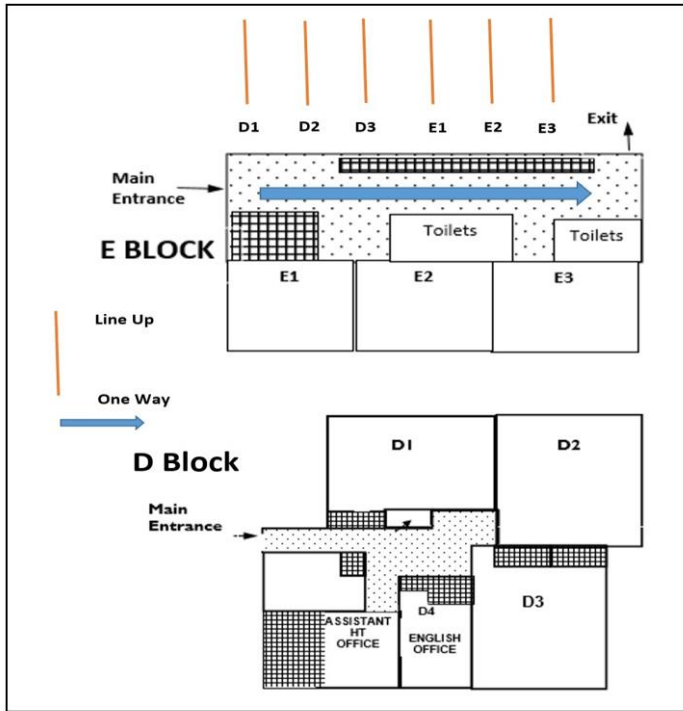 D1 D2 D3 E1 E2 E3 Exit
Main
Entrance
Toilets
Toilets
E BLOCK
E1 E2 E3
Line Up
One Way
D Block
D1 D2
Main
Entrance
D3
D4
ASSISTANT
HT
OFFICE
ENGLISH
OFFICE